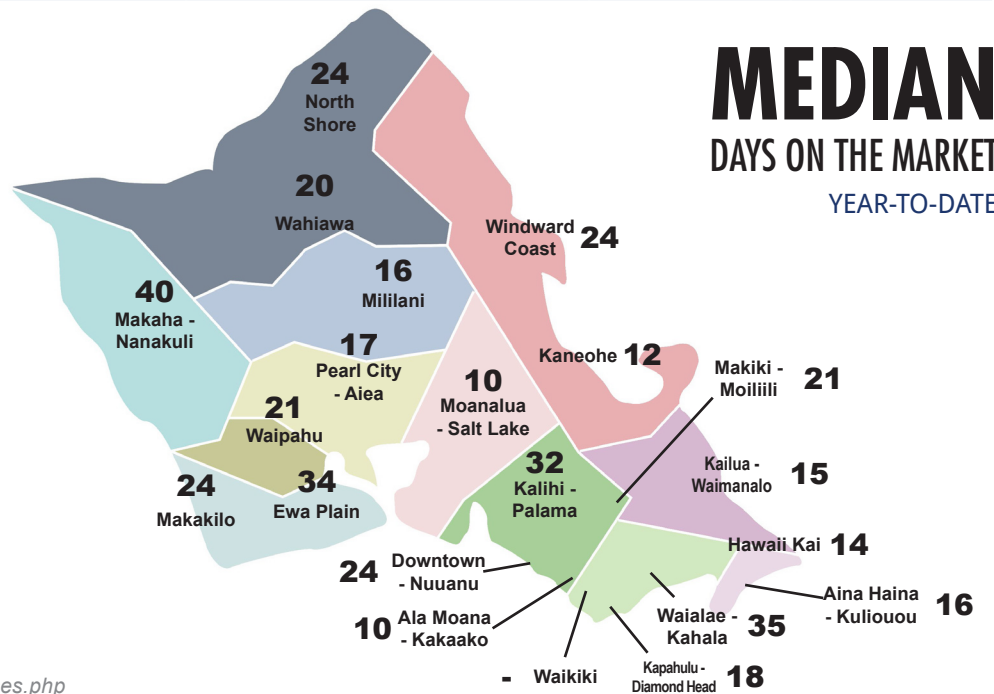 MEDIAN
DAYS ON THE MARKET
YEAR-TO-DATE
24
North
Shore
20
Wahiawa
Windward
Coast 24
16
Mililani
40
Makaha -
Nanakuli
17
Pearl City
- Aiea
Kaneohe 12
10
Moanalua
- Salt Lake
Makiki -
Moiliili 21
21
Waipahu
32
Kalihi -
Palama
Kailua -
Waimanalo 15
24
Makakilo
34
Ewa Plain
Hawaii Kai 14
24 Downtown
- Nuuanu
Aina Haina
- Kuliouou 16
10 Ala Moana
- Kakaako
Waialae -
Kahala 35
- Waikiki
Kapahulu -
Diamond Head 18
es.php